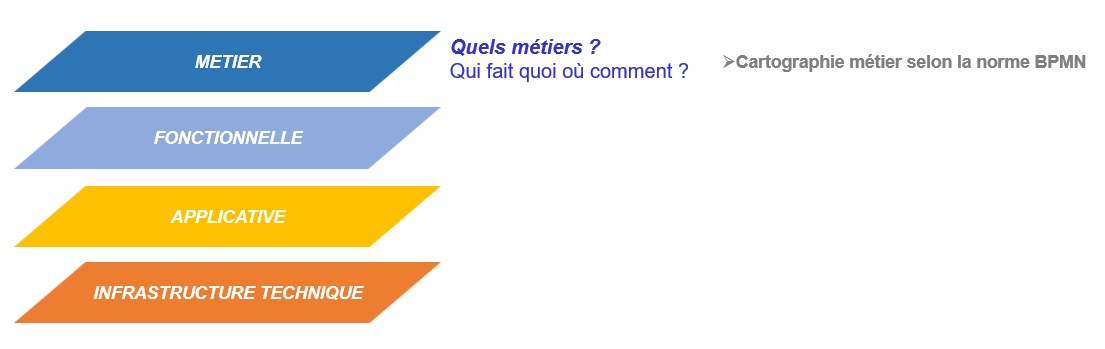 METIER
Quels métiers ?
Qui fait quoi où comment ?
➢Cartographie métier selon la norme BPMN
FONCTIONNELLE
APPLICATIVE
INFRASTRUCTURE TECHNIQUE